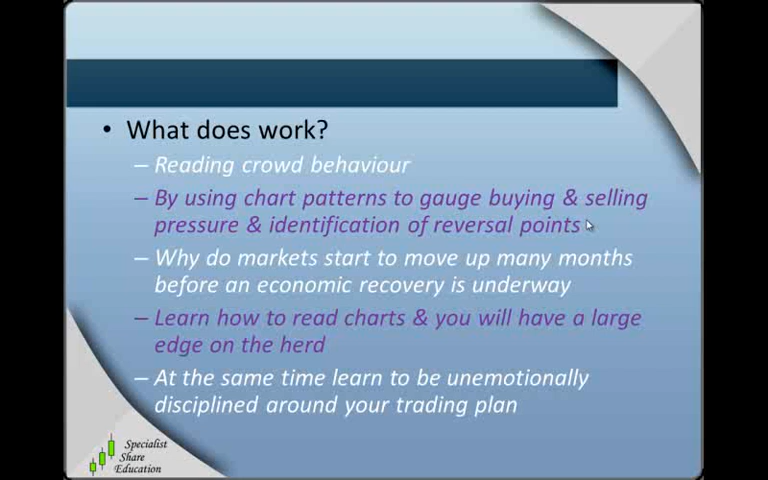 • What does work?
– Reading crowd behaviour
– By using chart patterns to gauge buying & selling
pressure & identification of reversal points
– Why do markets start to move up many months
before an economic recovery is underway
– Learn how to read charts & you will have a large
edge on the herd
– At the same time learn to be unemotionally
disciplined around your trading plan
Specialist
Share
Education